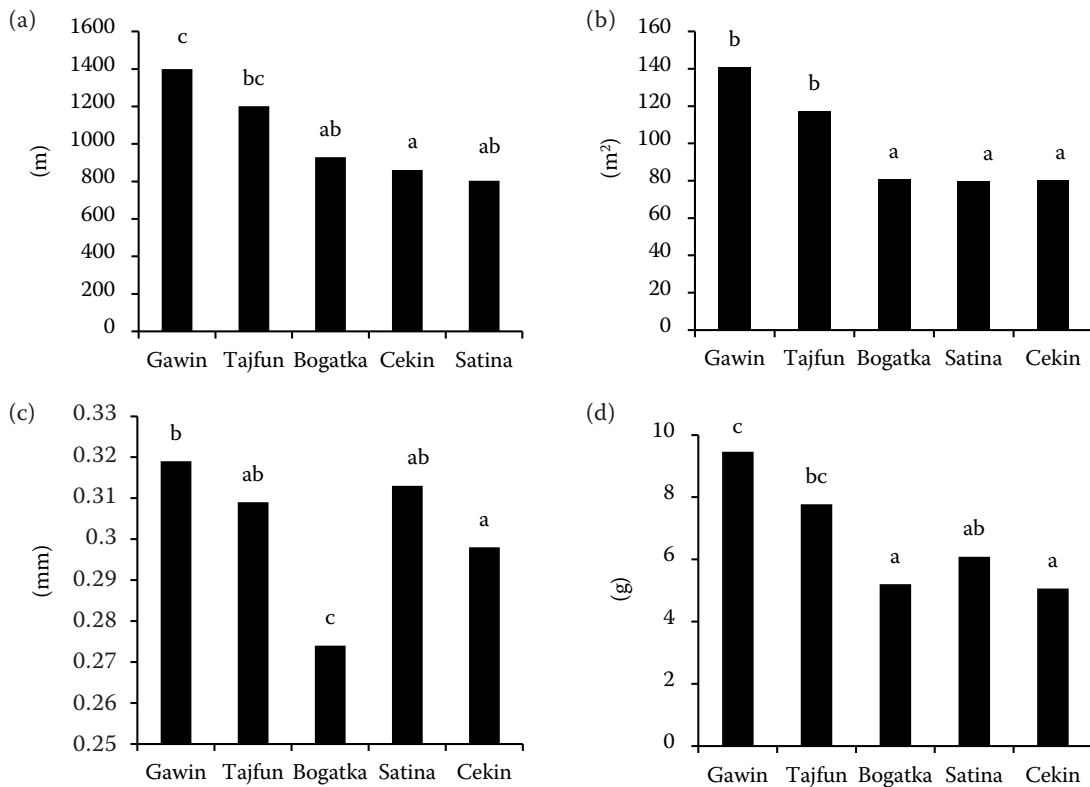 (a)
1600
1400
1200
1000
800
600
400
200
0
(m)
c
bc
ab
a
ab
Gawin Tajfun Bogatka Cekin Satina
(b)
160
140
120
100
80
60
40
20
0
(m²)
b
b
a
a
a
Gawin Tajfun Bogatka Satina Cekin
(c)
0.33
0.32
0.31
0.3
0.29
0.28
0.27
0.26
0.25
(mm)
b
ab
c
ab
a
Gawin Tajfun Bogatka Satina Cekin
(d)
10
8
6
4
2
0
(g)
c
bc
a
ab
a
Gawin Tajfun Bogatka Satina Cekin